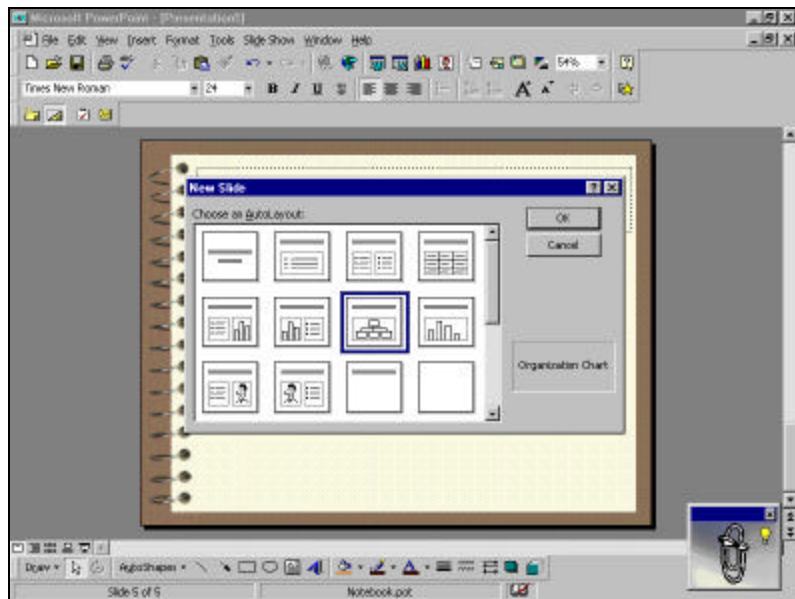 Microsoft PowerPoint - [Presentation1]
File Edit View Insert Format Tools Slide Show Window Help
54%
Times New Roman 24 B I U S A A
New Slide
Choose an AutoLayout:
OK
Cancel
Organization Chart
Draw AutoShapes A A
Slide 5 of 5 Notebook.pot